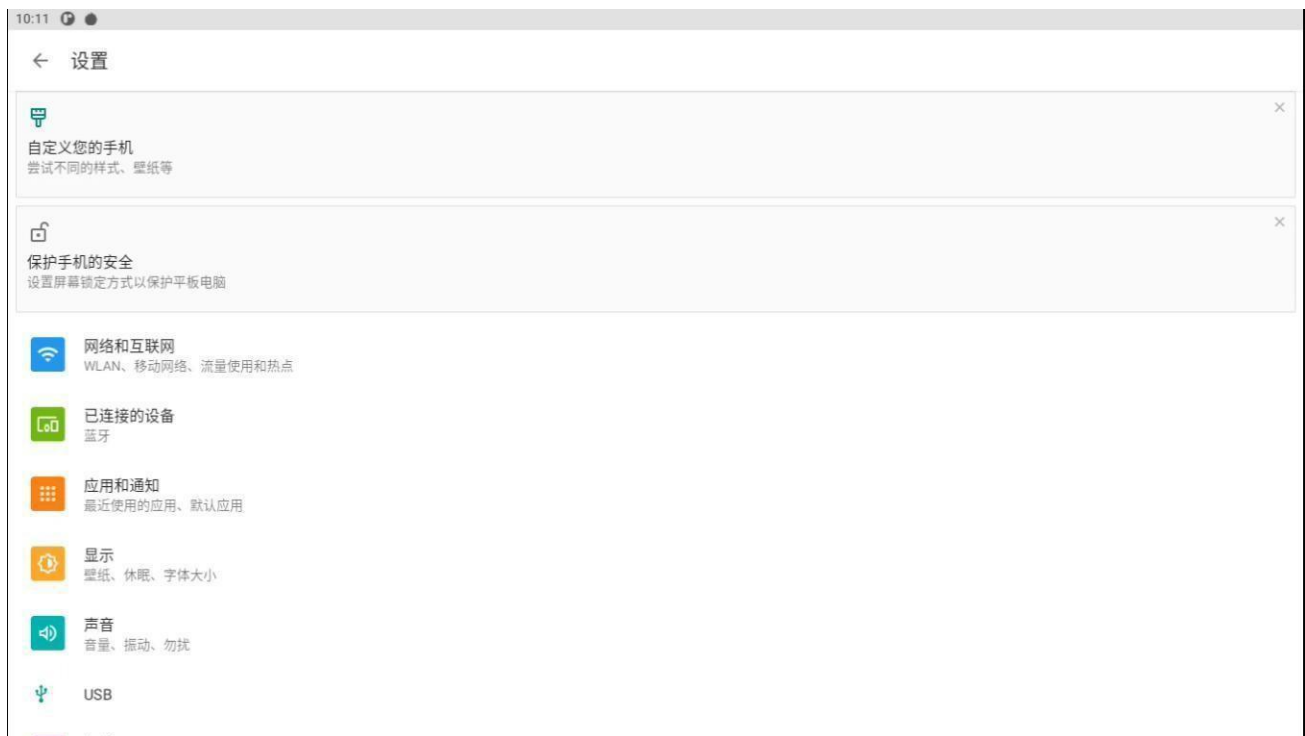 10:11
设置
自定义您的手机
尝试不同的样式、壁纸等
保护手机的安全
设置屏幕锁定方式以保护平板电脑
网络和互联网
WLAN、移动网络、流量使用和热点
已连接的设备
蓝牙
应用和通知
最近使用的应用、默认应用
显示
壁纸、休眠、字体大小
声音
音量、振动、勿扰
USB